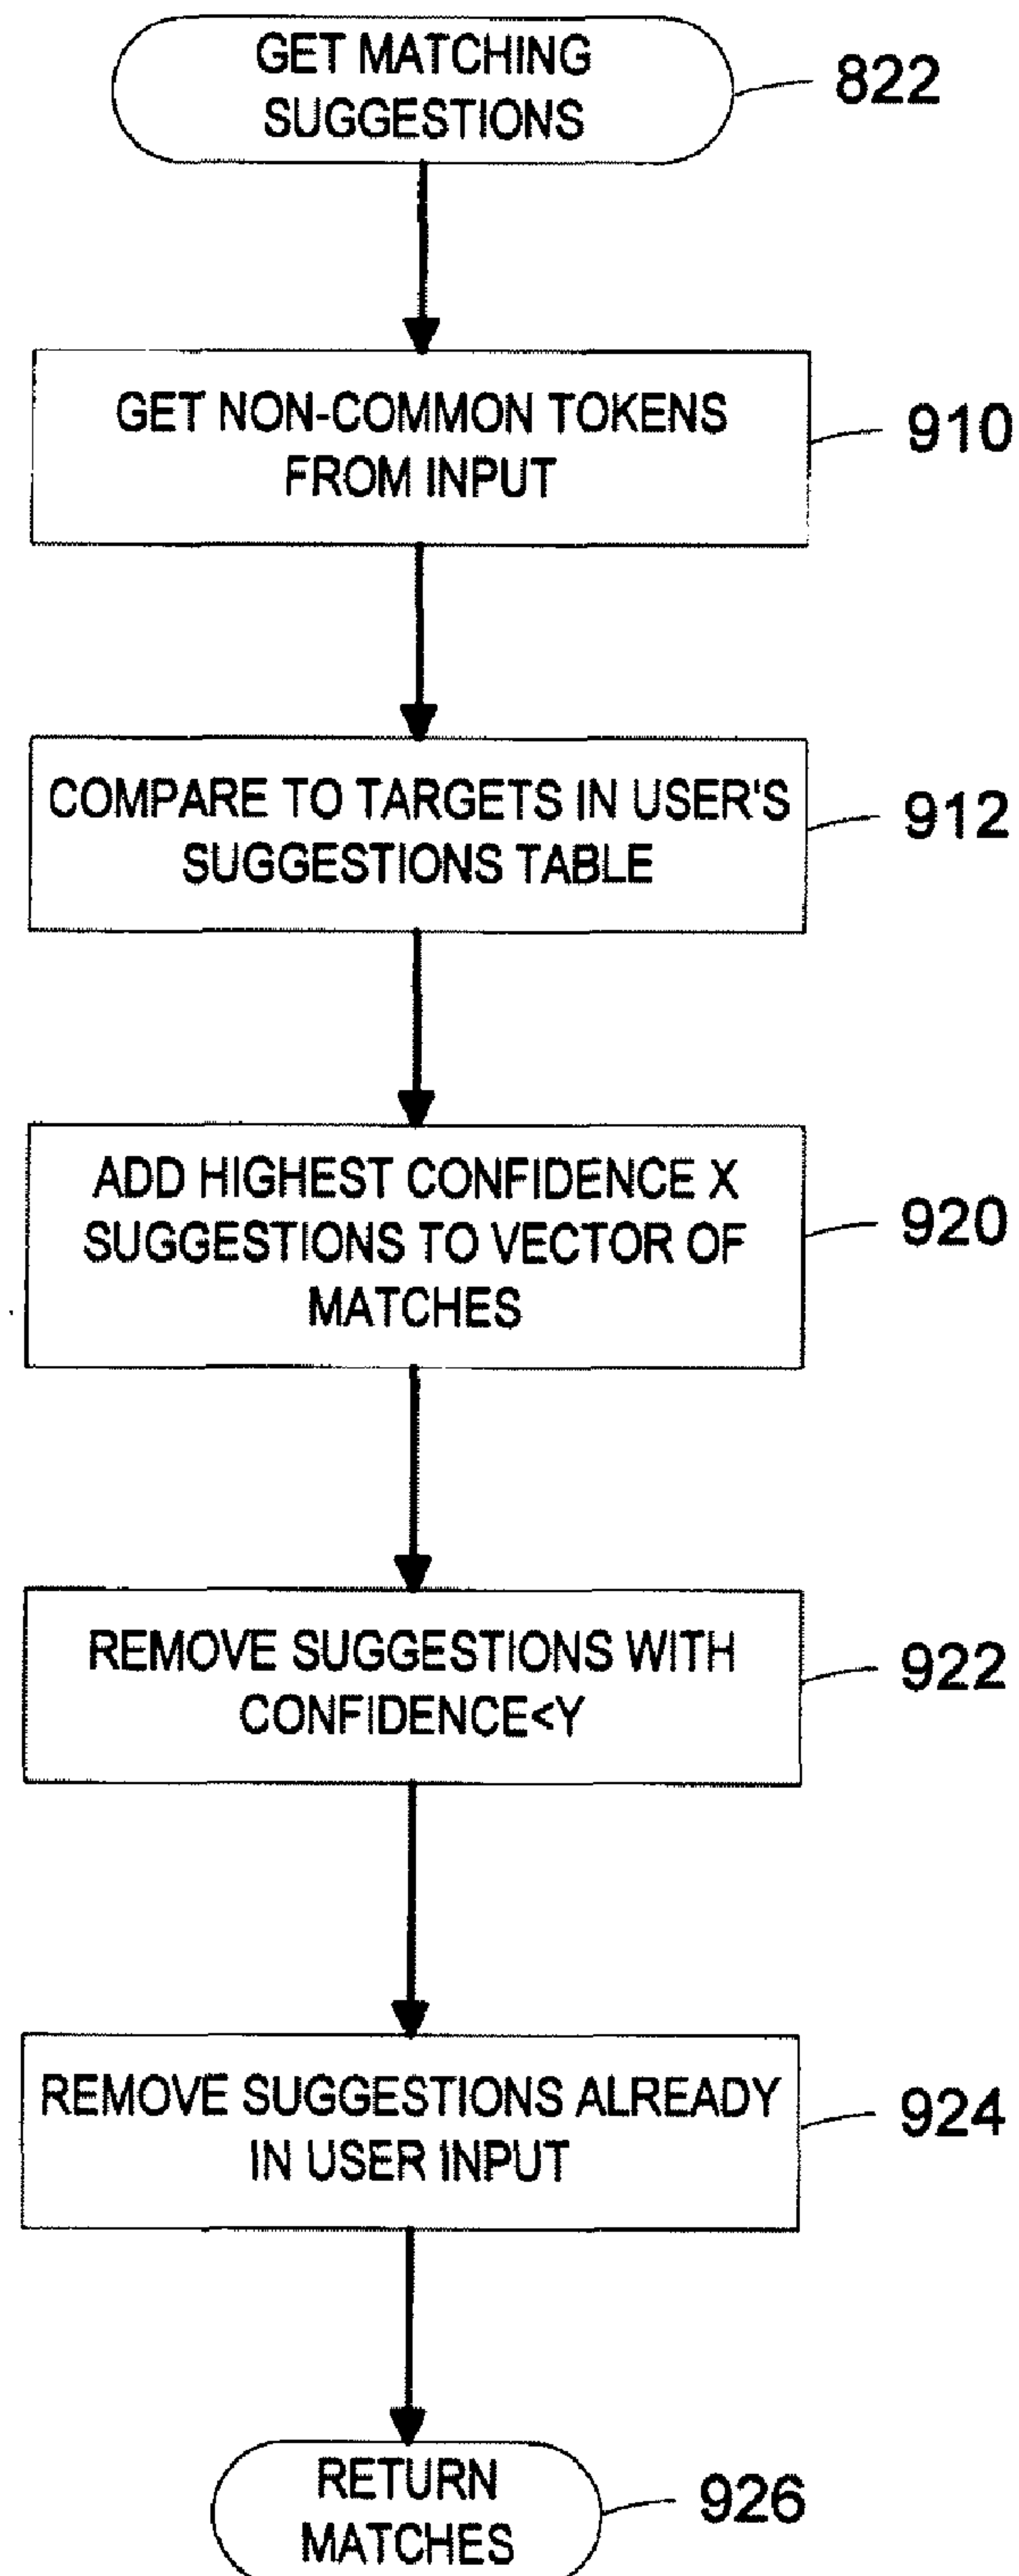 GET MATCHING
SUGGESTIONS
822
GET NON-COMMON TOKENS
FROM INPUT
910
COMPARE TO TARGETS IN USER'S
SUGGESTIONS TABLE
912
ADD HIGHEST CONFIDENCE X
SUGGESTIONS TO VECTOR OF
MATCHES
920
REMOVE SUGGESTIONS WITH
CONFIDENCE<Y
922
REMOVE SUGGESTIONS ALREADY
IN USER INPUT
924
RETURN
MATCHES
926